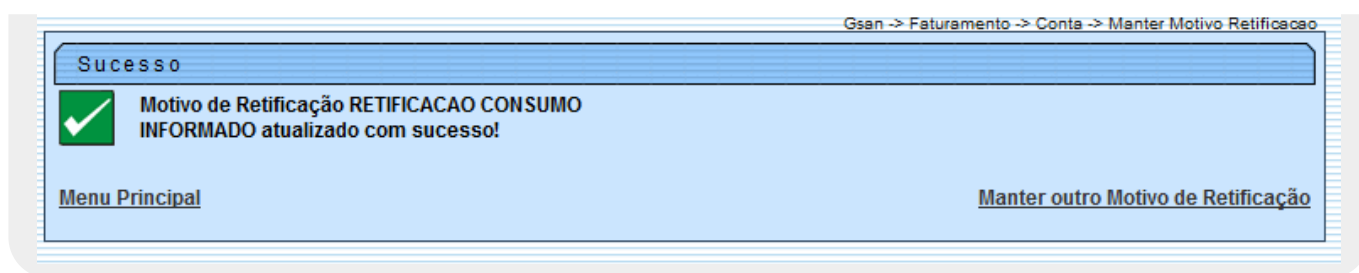 Gsan -> Faturamento -> Conta -> Manter Motivo Retificacao
Sucesso
Motivo de Retificação RETIFICACAO CONSUMO
INFORMADO atualizado com sucesso!
Menu Principal
Manter outro Motivo de Retificação